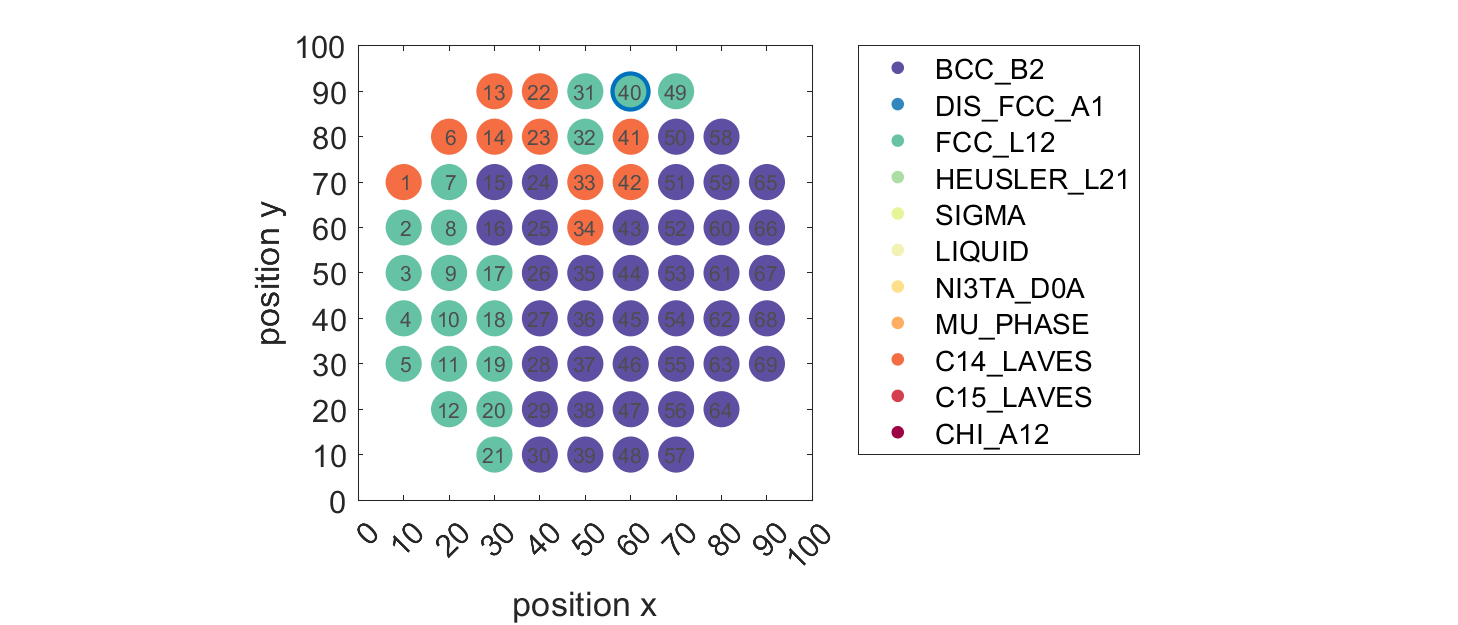 100
90 13 22 31 40 49
80 6 14 23 32 41 50 58
70 1 7 15 24 33 42 51 59 65
60 2 8 16 25 34 43 52 60 66
50 3 9 17 26 35 44 53 61 67
40 4 10 18 27 36 45 54 62 68
30 5 11 19 28 37 46 55 63 69
20 12 20 29 38 47 56 64
10 21 30 39 48 57
0
position y
0 10 20 30 40 50 60 70 80 90 100
position x
BCC_B2
DIS_FCC_A1
FCC_L12
HEUSLER_L21
SIGMA
LIQUID
NI3TA_D0A
MU_PHASE
C14_LAVES
C15_LAVES
CHI_A12